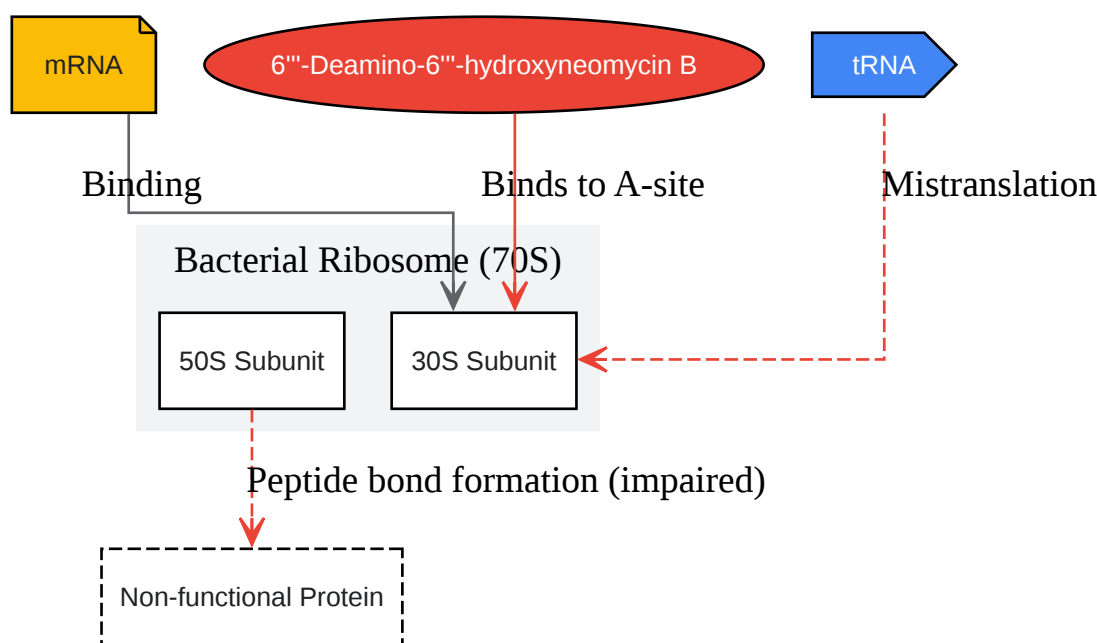 mRNA
6'''-Deamino-6'''-hydroxyneomycin B
tRNA
Binding
Binds to A-site
Mistranslation
Bacterial Ribosome (70S)
50S Subunit
30S Subunit
Peptide bond formation (impaired)
Non-functional Protein